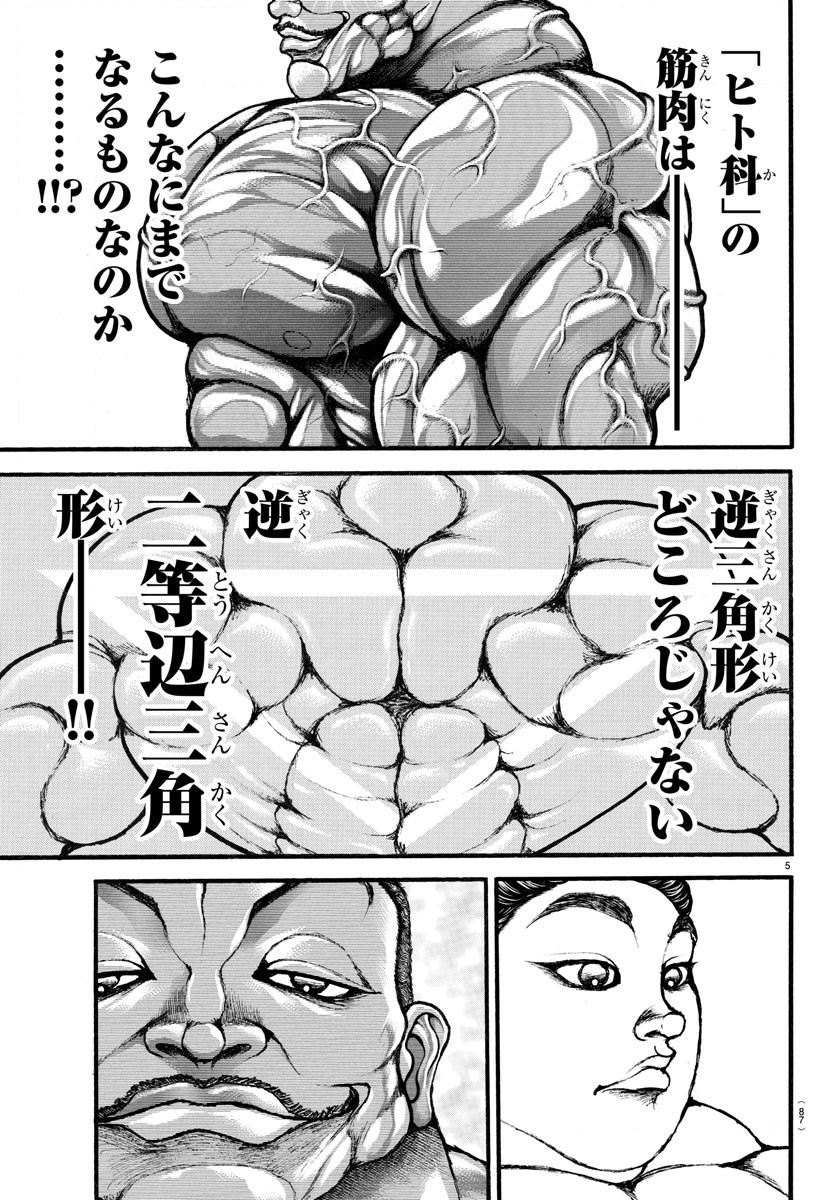 「ヒト科」の
筋肉は──
こんなにまで
なるものなのか
………
!!?
逆三角形
どころじゃない
逆
二等辺三角
形──!!
5
(87)